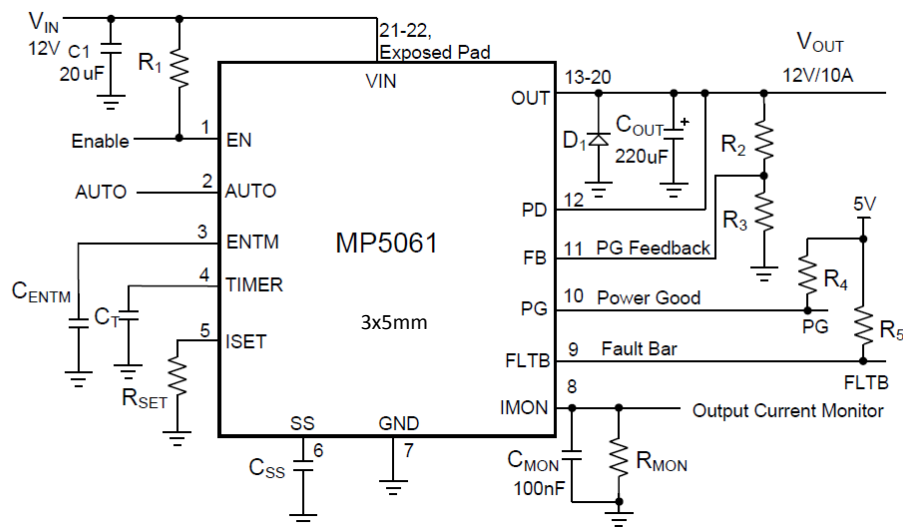 VIN
12V
C1
20uF
R1
21-22,
Exposed Pad
VIN
13-20
OUT
VOUT
12V/10A
Enable
1
EN
D1
COUT
+
220uF
R2
AUTO
2
AUTO
12
PD
R3
5V
3
ENTM
MP5061
11
FB
PG Feedback
CENTM
4
TIMER
CT
10
PG
Power Good
R4
PG
3x5mm
5
ISET
RSET
9
FLTB
Fault Bar
R5
FLTB
8
IMON
Output Current Monitor
SS
6
CSS
GND
7
CMON
100nF
RMON